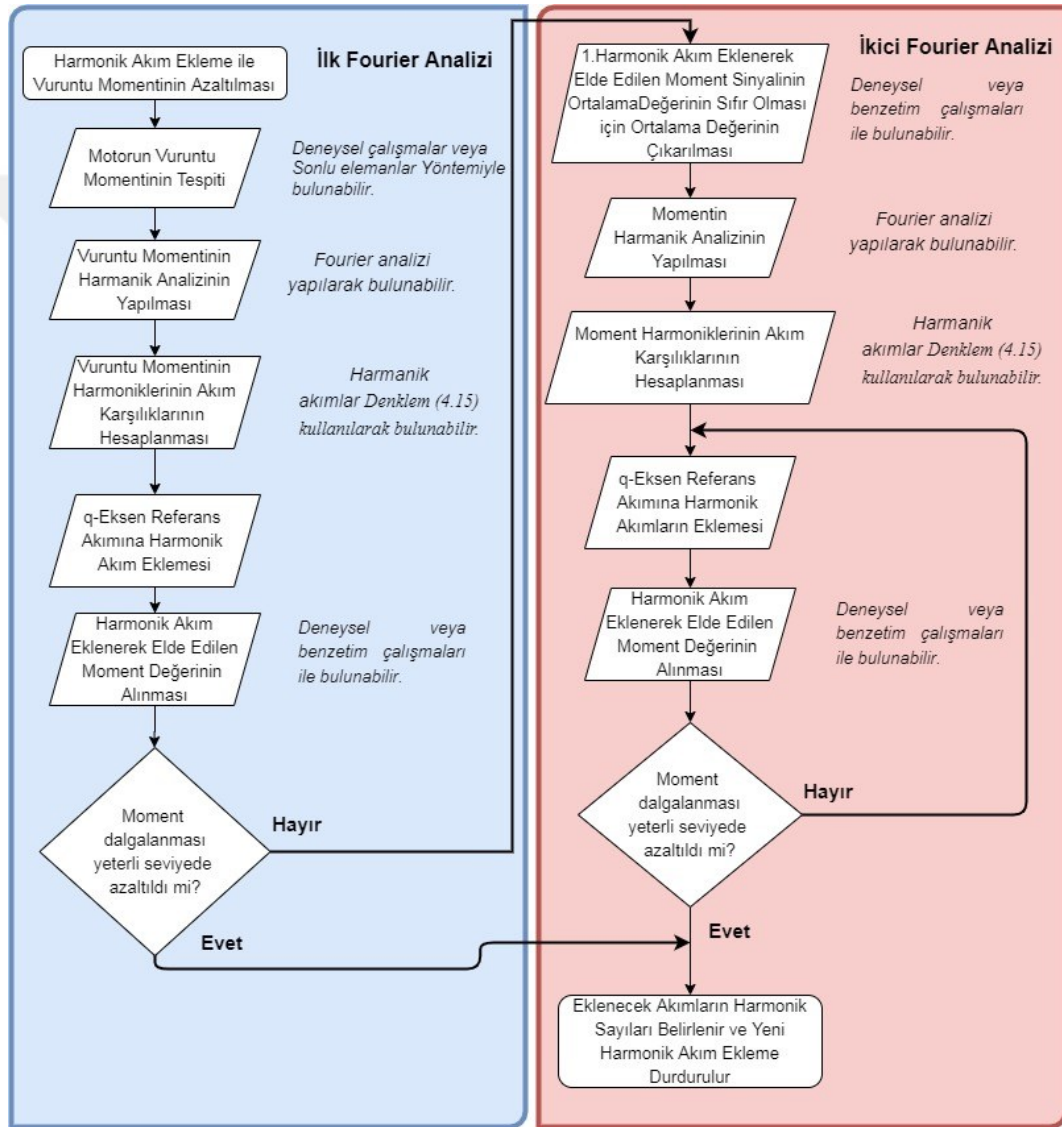 İlk Fourier Analizi
Harmonik Akım Ekleme ile
Vuruntu Momentinin Azaltılması
Motorun Vuruntu
Momentinin Tespiti
Deneysel çalışmalar veya
Sonlu elemanlar Yöntemiyle
bulunabilir.
Vuruntu Momentinin
Harmanik Analizinin
Yapılması
Fourier analizi
yapılarak bulunabilir.
Vuruntu Momentinin
Harmoniklerinin Akım
Karşılıklarının
Hesaplanması
Harmanik
akımlar Denklem (4.15)
kullanılarak bulunabilir.
q-Eksen Referans
Akımına Harmonik
Akım Eklemesi
Harmonik Akım
Eklenerek Elde Edilen
Moment Değerinin
Alınması
Deneysel veya
benzetim çalışmaları
ile bulunabilir.
Moment
dalgalanması
yeterli seviyede
azaltıldı mi?
Hayır
Evet
İkici Fourier Analizi
1.Harmonik Akım Eklenerek
Elde Edilen Moment Sinyalinin
OrtalamaDeğerinin Sıfır Olması
için Ortalama Değerinin
Çıkarılması
Deneysel veya
benzetim çalışmaları
ile bulunabilir.
Momentin
Harmanik Analizinin
Yapılması
Fourier analizi
yapılarak bulunabilir.
Moment Harmoniklerinin Akım
Karşılıklarının
Hesaplanması
Harmanik
akımlar Denklem (4.15)
kullanılarak bulunabilir.
q-Eksen Referans
Akımına Harmonik
Akımların Eklemesi
Harmonik Akım
Eklenerek Elde Edilen
Moment Değerinin
Alınması
Deneysel veya
benzetim çalışmaları
ile bulunabilir.
Moment
dalgalanması
yeterli seviyede
azaltıldı mi?
Hayır
Evet
Eklenecek Akımların Harmonik
Sayıları Belirlenir ve Yeni
Harmonik Akım Ekleme
Durdurulur